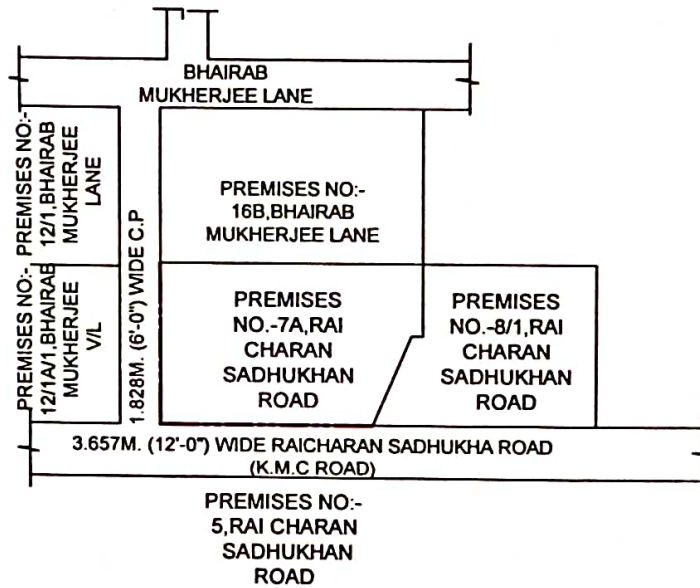 BHAIRAB
MUKHERJEE LANE
PREMISES NO:-
12/1,BHAIRAB
MUKHERJEE
LANE
PREMISES NO:-
12/1A/1,BHAIRAB
MUKHERJEE
V/L
1.828M. (6'-0") WIDE C.P
PREMISES NO:-
16B,BHAIRAB
MUKHERJEE LANE
PREMISES
NO.-7A,RAI
CHARAN
SADHUKHAN
ROAD
PREMISES
NO.-8/1,RAI
CHARAN
SADHUKHAN
ROAD
3.657M. (12'-0") WIDE RAICHARAN SADHUKHA ROAD
(K.M.C ROAD)
PREMISES NO:-
5,RAI CHARAN
SADHUKHAN
ROAD